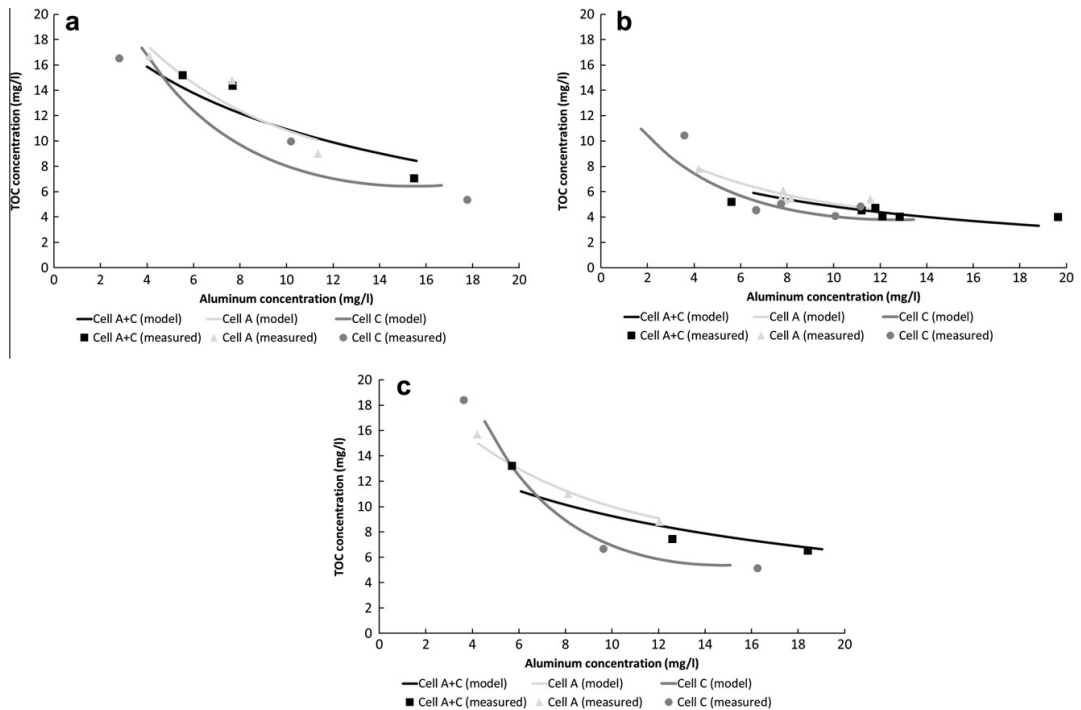 a
TOC concentration (mg/l)
20
18
16
14
12
10
8
6
4
2
0
0 2 4 6 8 10 12 14 16 18 20
Aluminum concentration (mg/l)
Cell A+C (model) Cell A (model) Cell C (model)
Cell A+C (measured) Cell A (measured) Cell C (measured)
b
TOC concentration (mg/l)
20
18
16
14
12
10
8
6
4
2
0
0 2 4 6 8 10 12 14 16 18 20
Aluminum concentration (mg/l)
Cell A+C (model) Cell A (model) Cell C (model)
Cell A+C (measured) Cell A (measured) Cell C (measured)
c
TOC concentration (mg/l)
20
18
16
14
12
10
8
6
4
2
0
0 2 4 6 8 10 12 14 16 18 20
Aluminum concentration (mg/l)
Cell A+C (model) Cell A (model) Cell C (model)
Cell A+C (measured) Cell A (measured) Cell C (measured)